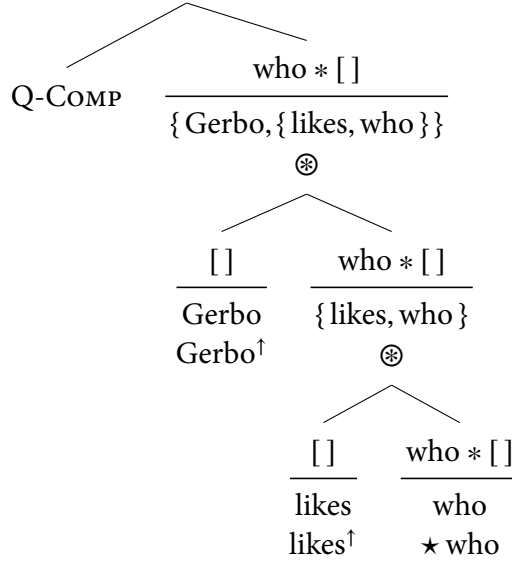 Q-Comp
who ∗ [ ]
{ Gerbo, { likes, who } }
⊛
[ ]
Gerbo
Gerbo↑
who ∗ [ ]
{ likes, who }
⊛
[ ]
likes
likes↑
who ∗ [ ]
who
⋆ who